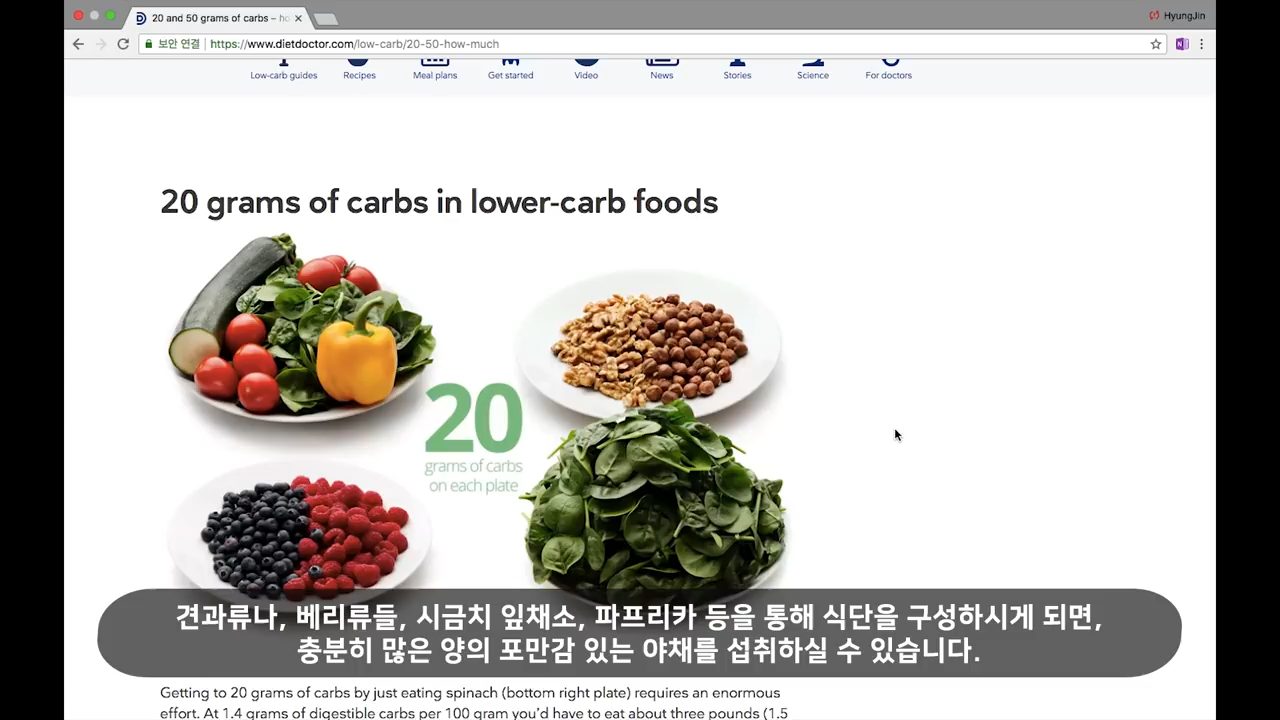 20 and 50 grams of carbs – ho
HyungJin
보안 연결 | https://www.dietdoctor.com/low-carb/20-50-how-much
Low-carb guides Recipes Meal plans Get started Video News Stories Science For doctors
20 grams of carbs in lower-carb foods
20
grams of carbs
on each plate
견과류나, 베리류들, 시금치 잎채소, 파프리카 등을 통해 식단을 구성하시게 되면,
충분히 많은 양의 포만감 있는 야채를 섭취하실 수 있습니다.
Getting to 20 grams of carbs by just eating spinach (bottom right plate) requires an enormous
effort. At 1.4 grams of digestible carbs per 100 gram you'd have to eat about three pounds (1.5